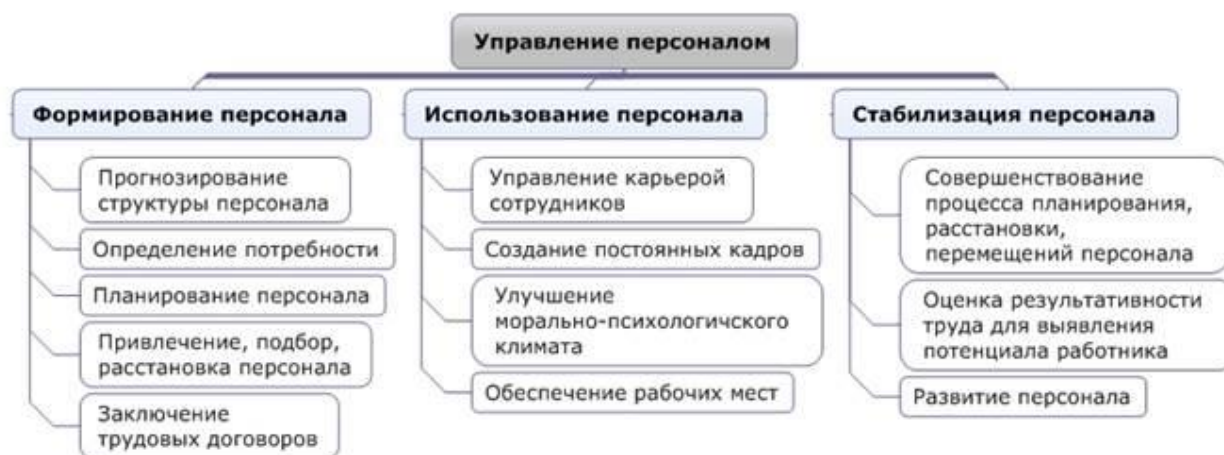 Управление персоналом
Формирование персонала
Прогнозирование
структуры персонала
Определение потребности
Планирование персонала
Привлечение, подбор,
расстановка персонала
Заключение
трудовых договоров
Использование персонала
Управление карьерой
сотрудников
Создание постоянных кадров
Улучшение
морально-психологичского
климата
Обеспечение рабочих мест
Стабилизация персонала
Совершенствование
процесса планирования,
расстановки,
перемещений персонала
Оценка результативности
труда для выявления
потенциала работника
Развитие персонала